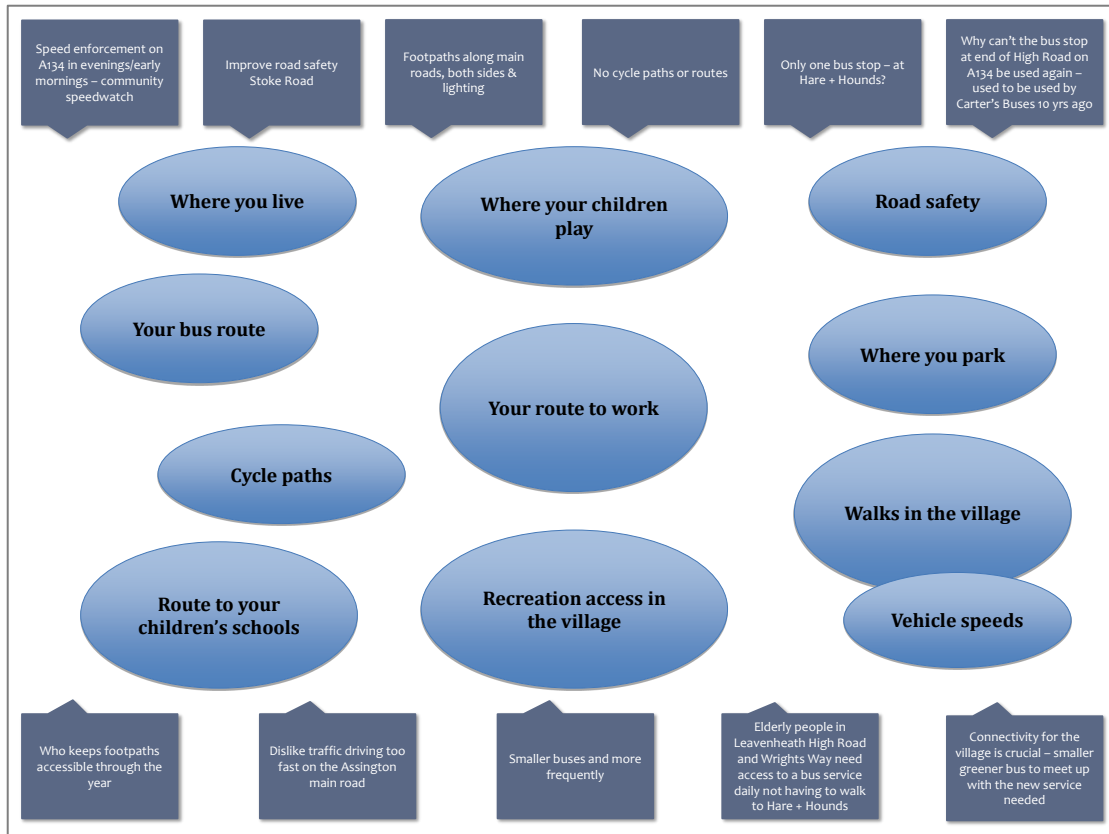 Speed enforcement on
A134 in evenings/early
mornings – community
speedwatch
Improve road safety
Stoke Road
Footpaths along main
roads, both sides &
lighting
No cycle paths or routes
Only one bus stop – at
Hare + Hounds?
Why can't the bus stop
at end of High Road on
A134 be used again –
used to be used by
Carter's Buses 10 yrs ago
Where you live
Where your children
play
Road safety
Your bus route
Where you park
Your route to work
Cycle paths
Walks in the village
Route to your
children's schools
Recreation access in
the village
Vehicle speeds
Who keeps footpaths
accessible through the
year
Dislike traffic driving too
fast on the Assington
main road
Smaller buses and more
frequently
Elderly people in
Leavenheath High Road
and Wrights Way need
access to a bus service
daily not having to walk
to Hare + Hounds
Connectivity for the
village is crucial – smaller
greener bus to meet up
with the new service
needed